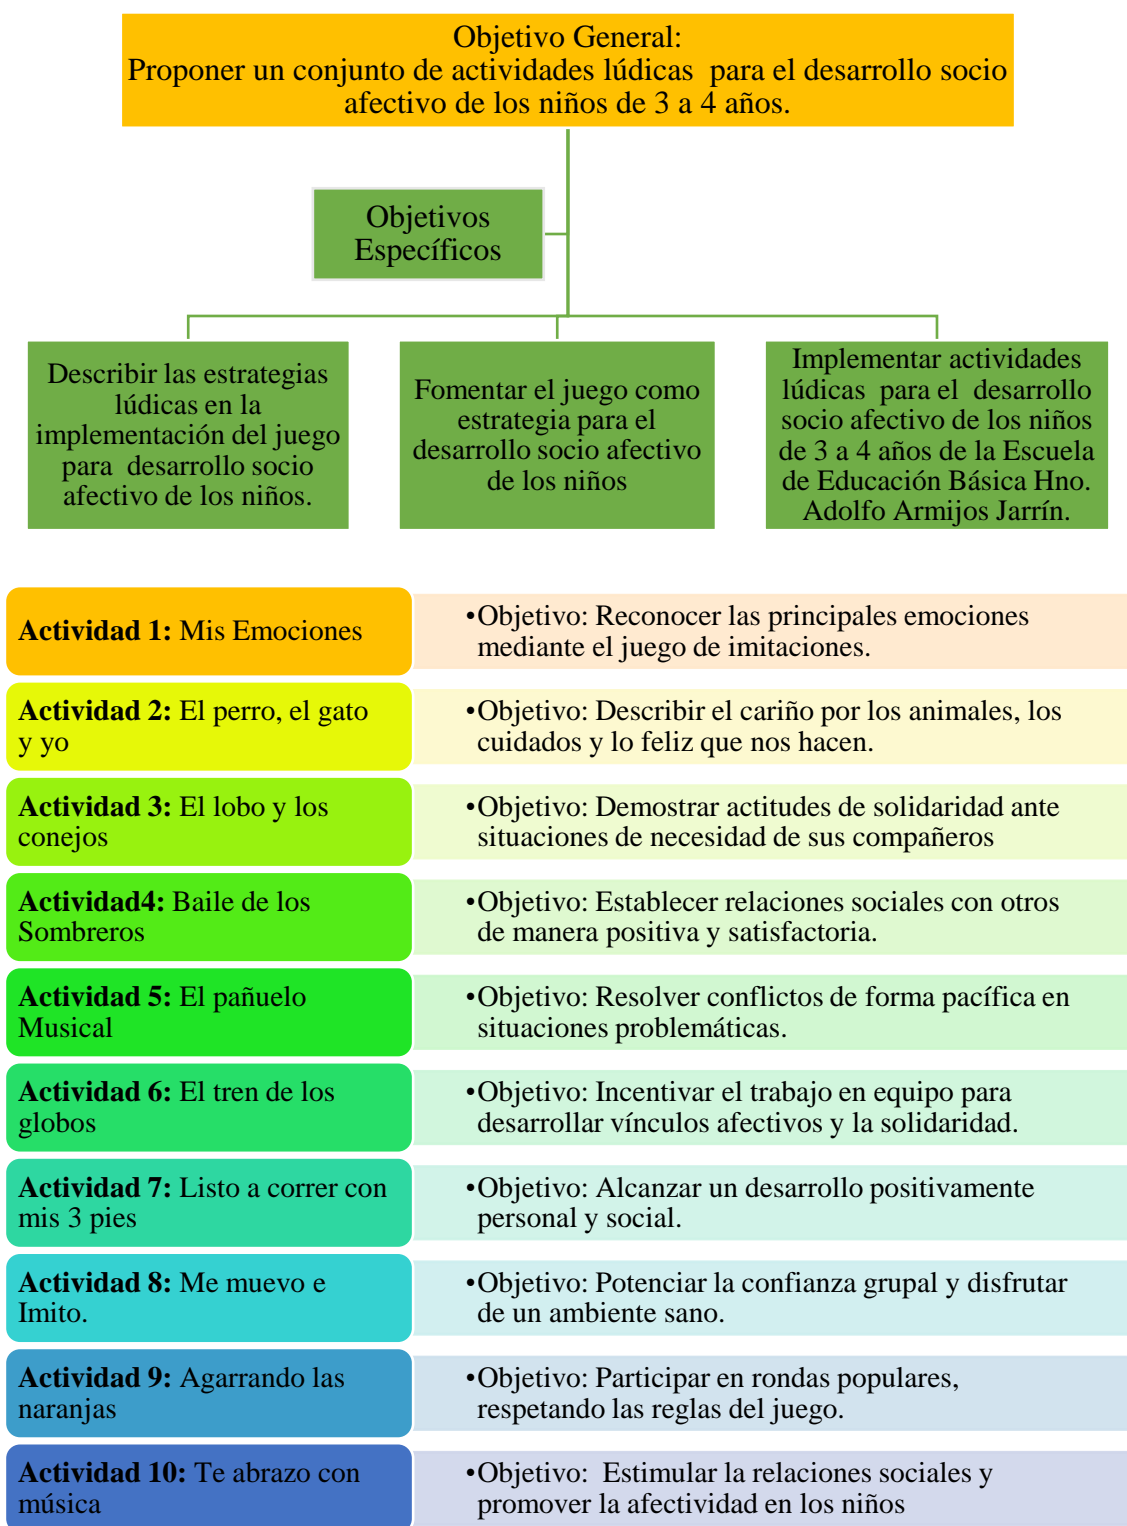 Objetivo General:
Proponer un conjunto de actividades lúdicas para el desarrollo socio
afectivo de los niños de 3 a 4 años.
Objetivos
Específicos
Describir las estrategias
lúdicas en la
implementación del juego
para desarrollo socio
afectivo de los niños.
Fomentar el juego como
estrategia para el
desarrollo socio afectivo
de los niños
Implementar actividades
lúdicas para el desarrollo
socio afectivo de los niños
de 3 a 4 años de la Escuela
de Educación Básica Hno.
Adolfo Armijos Jarrín.
Actividad 1: Mis Emociones
•Objetivo: Reconocer las principales emociones
mediante el juego de imitaciones.
Actividad 2: El perro, el gato
y yo
•Objetivo: Describir el cariño por los animales, los
cuidados y lo feliz que nos hacen.
Actividad 3: El lobo y los
conejos
•Objetivo: Demostrar actitudes de solidaridad ante
situaciones de necesidad de sus compañeros
Actividad4: Baile de los
Sombreros
•Objetivo: Establecer relaciones sociales con otros
de manera positiva y satisfactoria.
Actividad 5: El pañuelo
Musical
•Objetivo: Resolver conflictos de forma pacífica en
situaciones problemáticas.
Actividad 6: El tren de los
globos
•Objetivo: Incentivar el trabajo en equipo para
desarrollar vínculos afectivos y la solidaridad.
Actividad 7: Listo a correr con
mis 3 pies
•Objetivo: Alcanzar un desarrollo positivamente
personal y social.
Actividad 8: Me muevo e
Imito.
•Objetivo: Potenciar la confianza grupal y disfrutar
de un ambiente sano.
Actividad 9: Agarrando las
naranjas
•Objetivo: Participar en rondas populares,
respetando las reglas del juego.
Actividad 10: Te abrazo con
música
•Objetivo: Estimular la relaciones sociales y
promover la afectividad en los niños